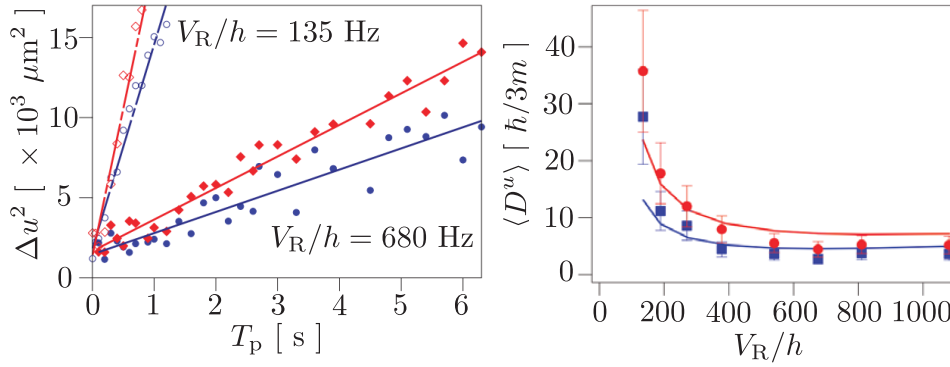 Δu² [ × 10³ μm²]
15
10
5
0
V_R/h = 135 Hz
V_R/h = 680 Hz
0 1 2 3 4 5 6
T_p [ s ]
⟨D^u⟩ [ ℏ/3m ]
40
30
20
10
0
0 200 400 600 800 1000
V_R/h